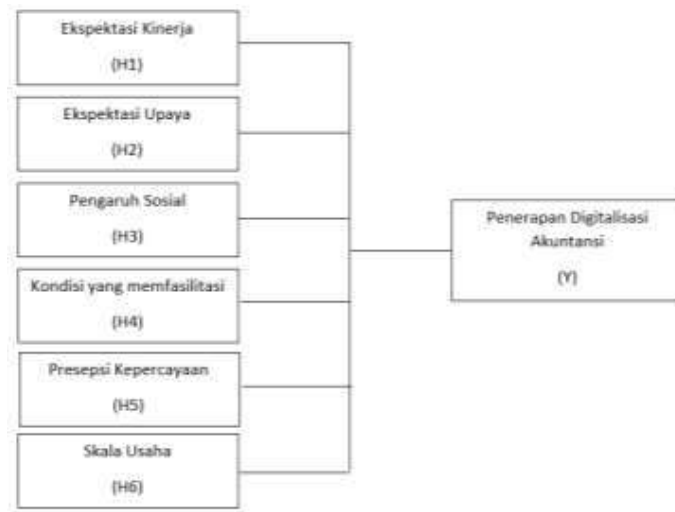 Ekspektasi Kinerja
(H1)
Ekspektasi Upaya
(H2)
Pengaruh Sosial
(H3)
Kondisi yang memfasilitasi
(H4)
Presepsi Kepercayaan
(H5)
Skala Usaha
(H6)
Penerapan Digitalisasi
Akuntansi
(Y)